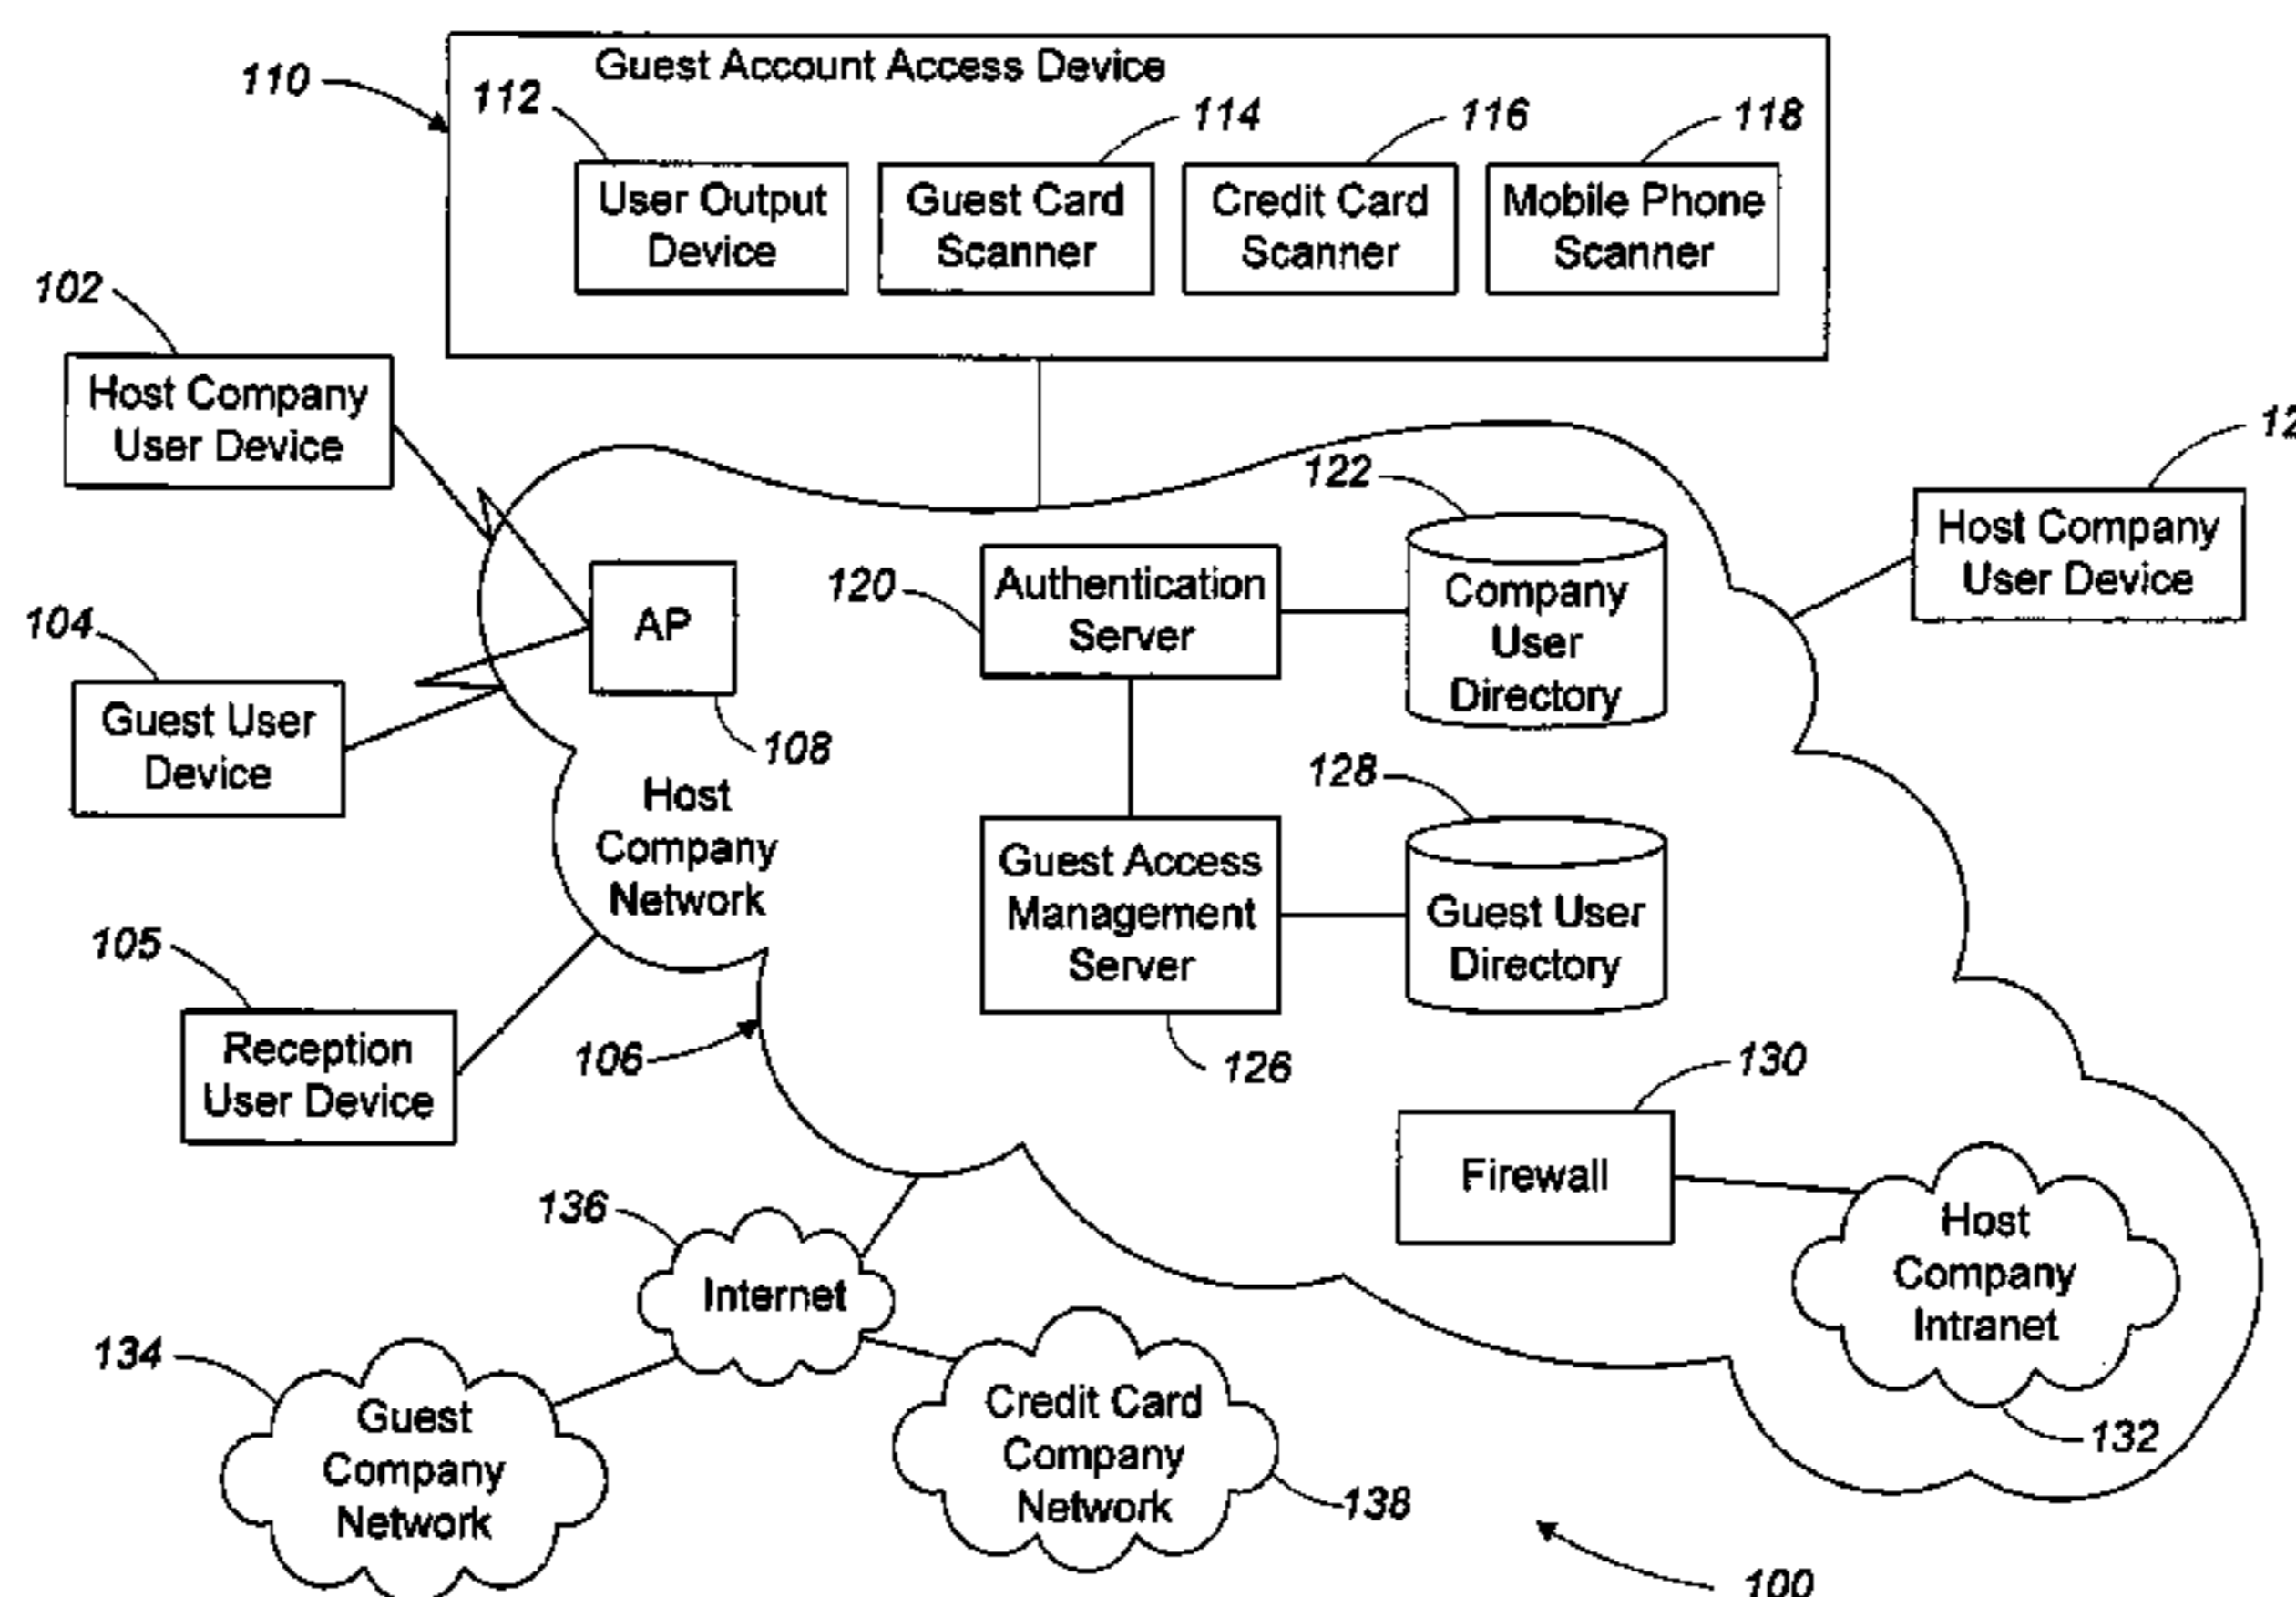 Guest Account Access Device
110
112
114
116
118
User Output
Device
Guest Card
Scanner
Credit Card
Scanner
Mobile Phone
Scanner
102
Host Company
User Device
12
Host Company
User Device
122
Company
User
Directory
120
Authentication
Server
104
Guest User
Device
AP
108
Host
Company
Network
128
Guest User
Directory
Guest Access
Management
Server
126
105
Reception
User Device
106
130
Firewall
Host
Company
Intranet
132
136
Internet
134
Guest
Company
Network
Credit Card
Company
Network
138
100